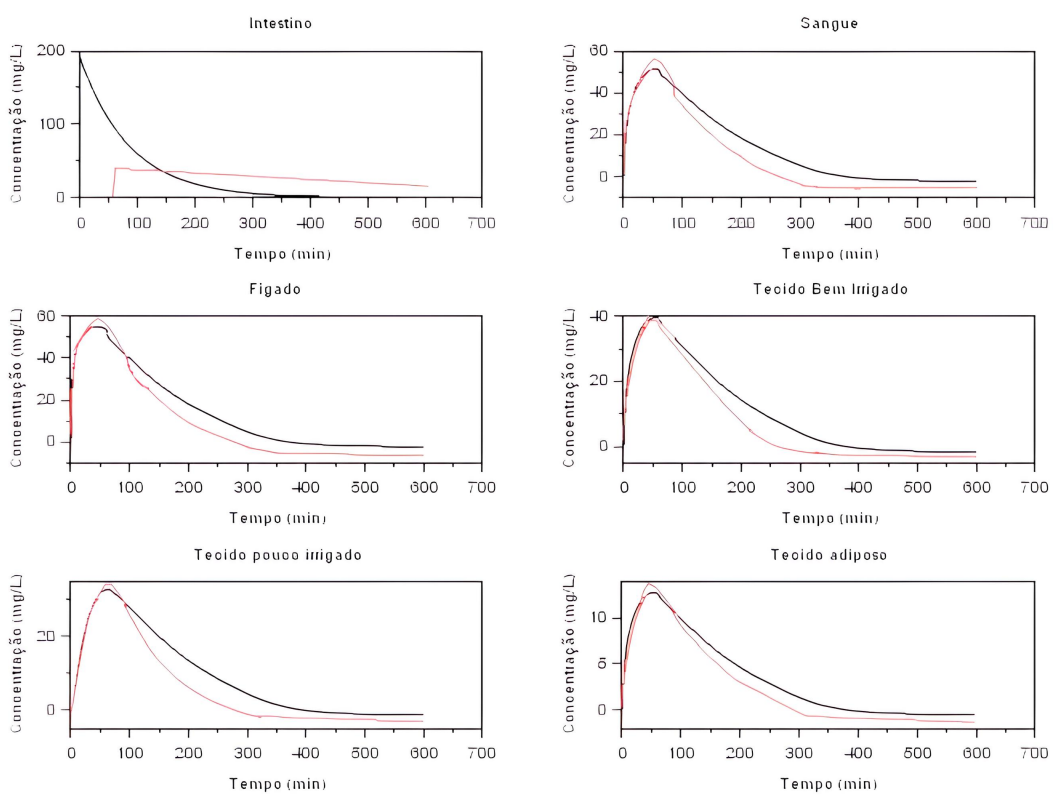 Intestino
Concentração (mg/L)
200
100
0
0 100 200 300 400 500 600 700
Tempo (min)
Sangue
Concentração (mg/L)
60
40
20
0
0 100 200 300 400 500 600 700
Tempo (min)
Figado
Concentração (mg/L)
60
40
20
0
0 100 200 300 400 500 600 700
Tempo (min)
Tecido Bem Irrigado
Concentração (mg/L)
40
20
0
0 100 200 300 400 500 600 700
Tempo (min)
Tecido pouco irrigado
Concentração (mg/L)
20
0
0 100 200 300 400 500 600 700
Tempo (min)
Tecido adiposo
Concentração (mg/L)
10
5
0
0 100 200 300 400 500 600 700
Tempo (min)